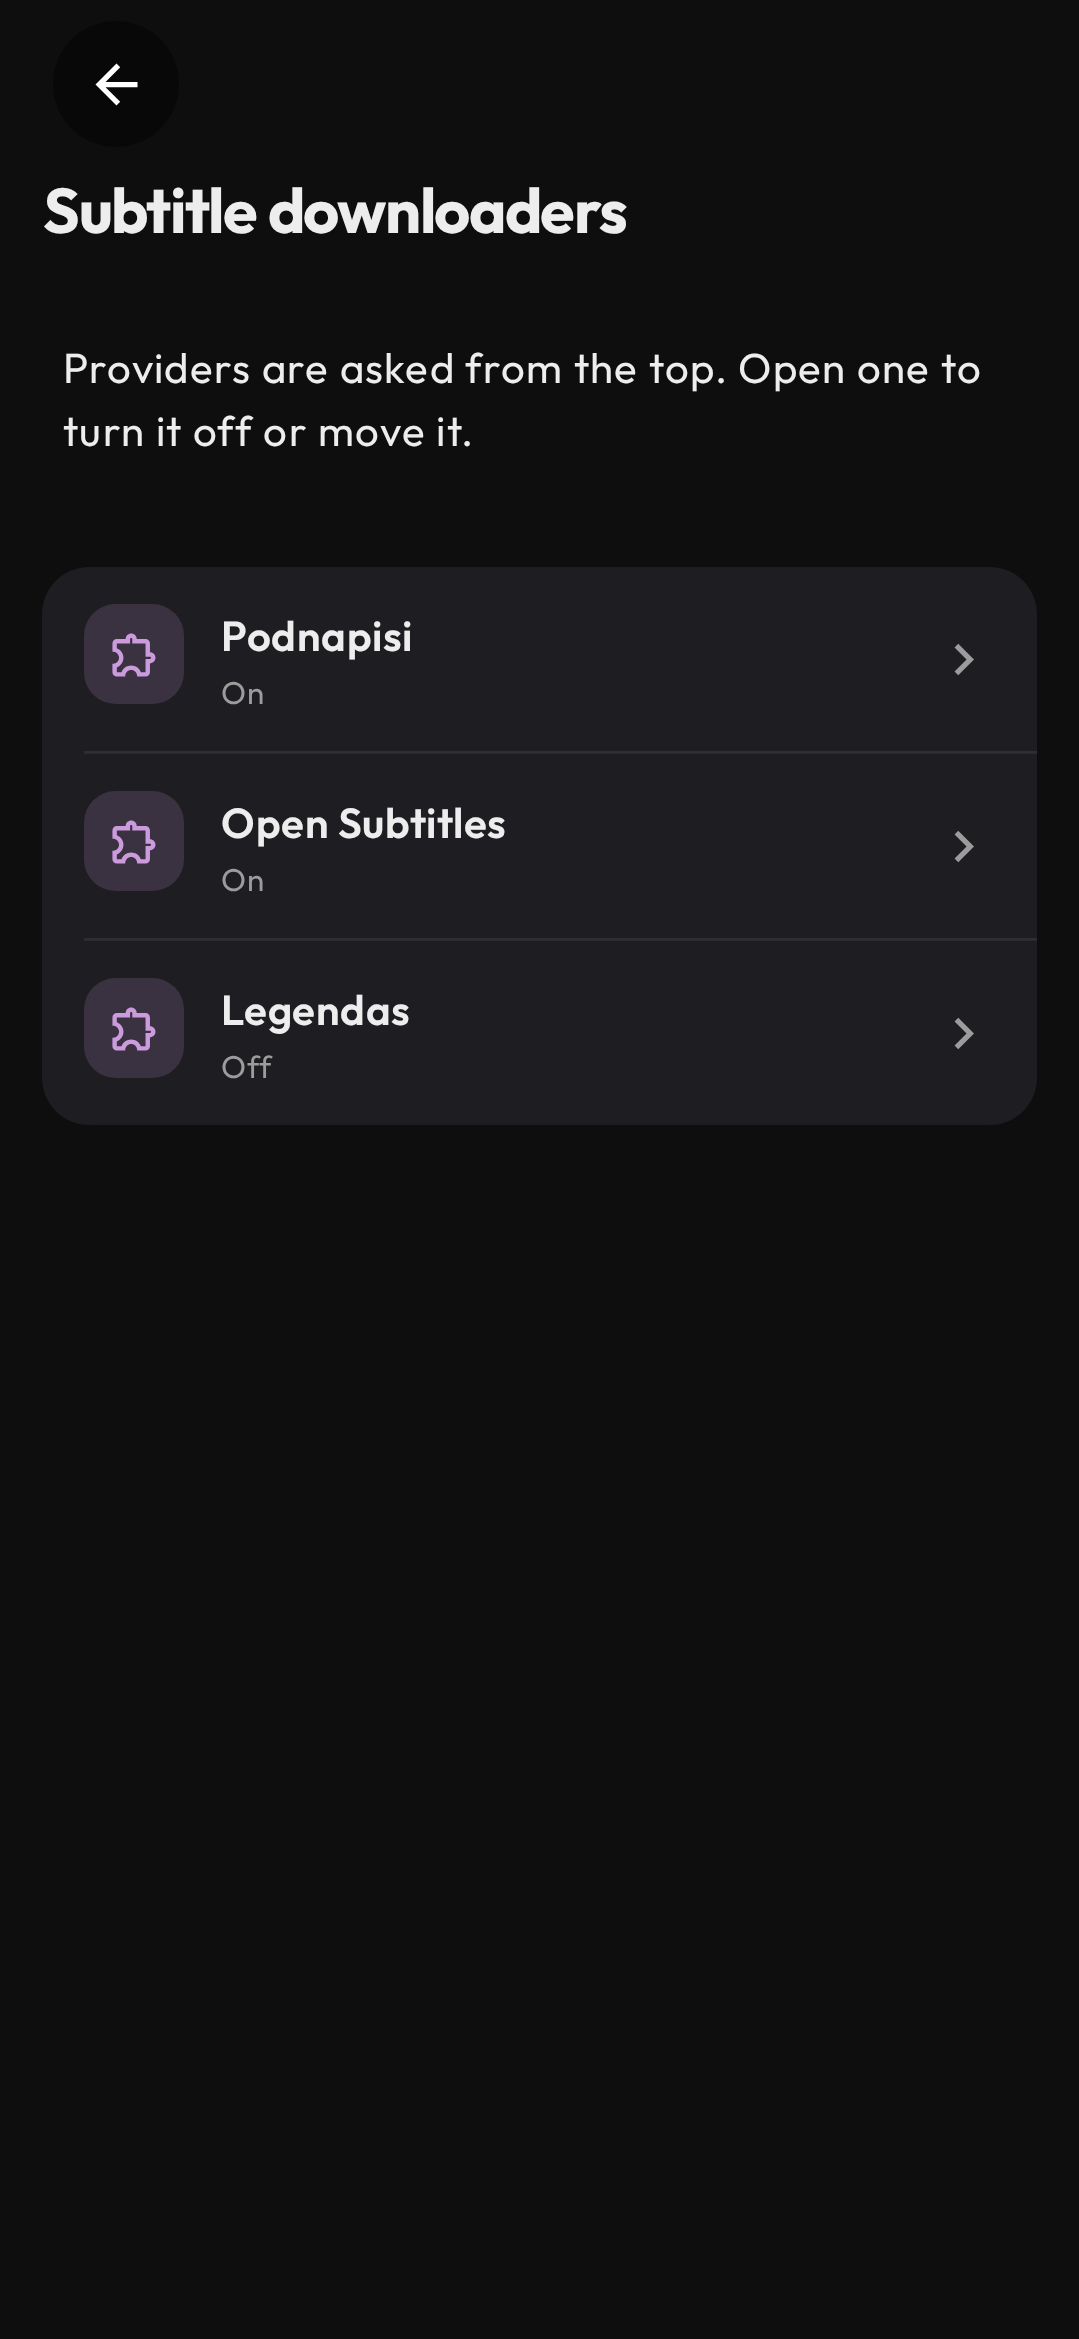 Subtitle downloaders
Providers are asked from the top. Open one to
turn it off or move it.
Podnapisi
On
Open Subtitles
On
Legendas
Off